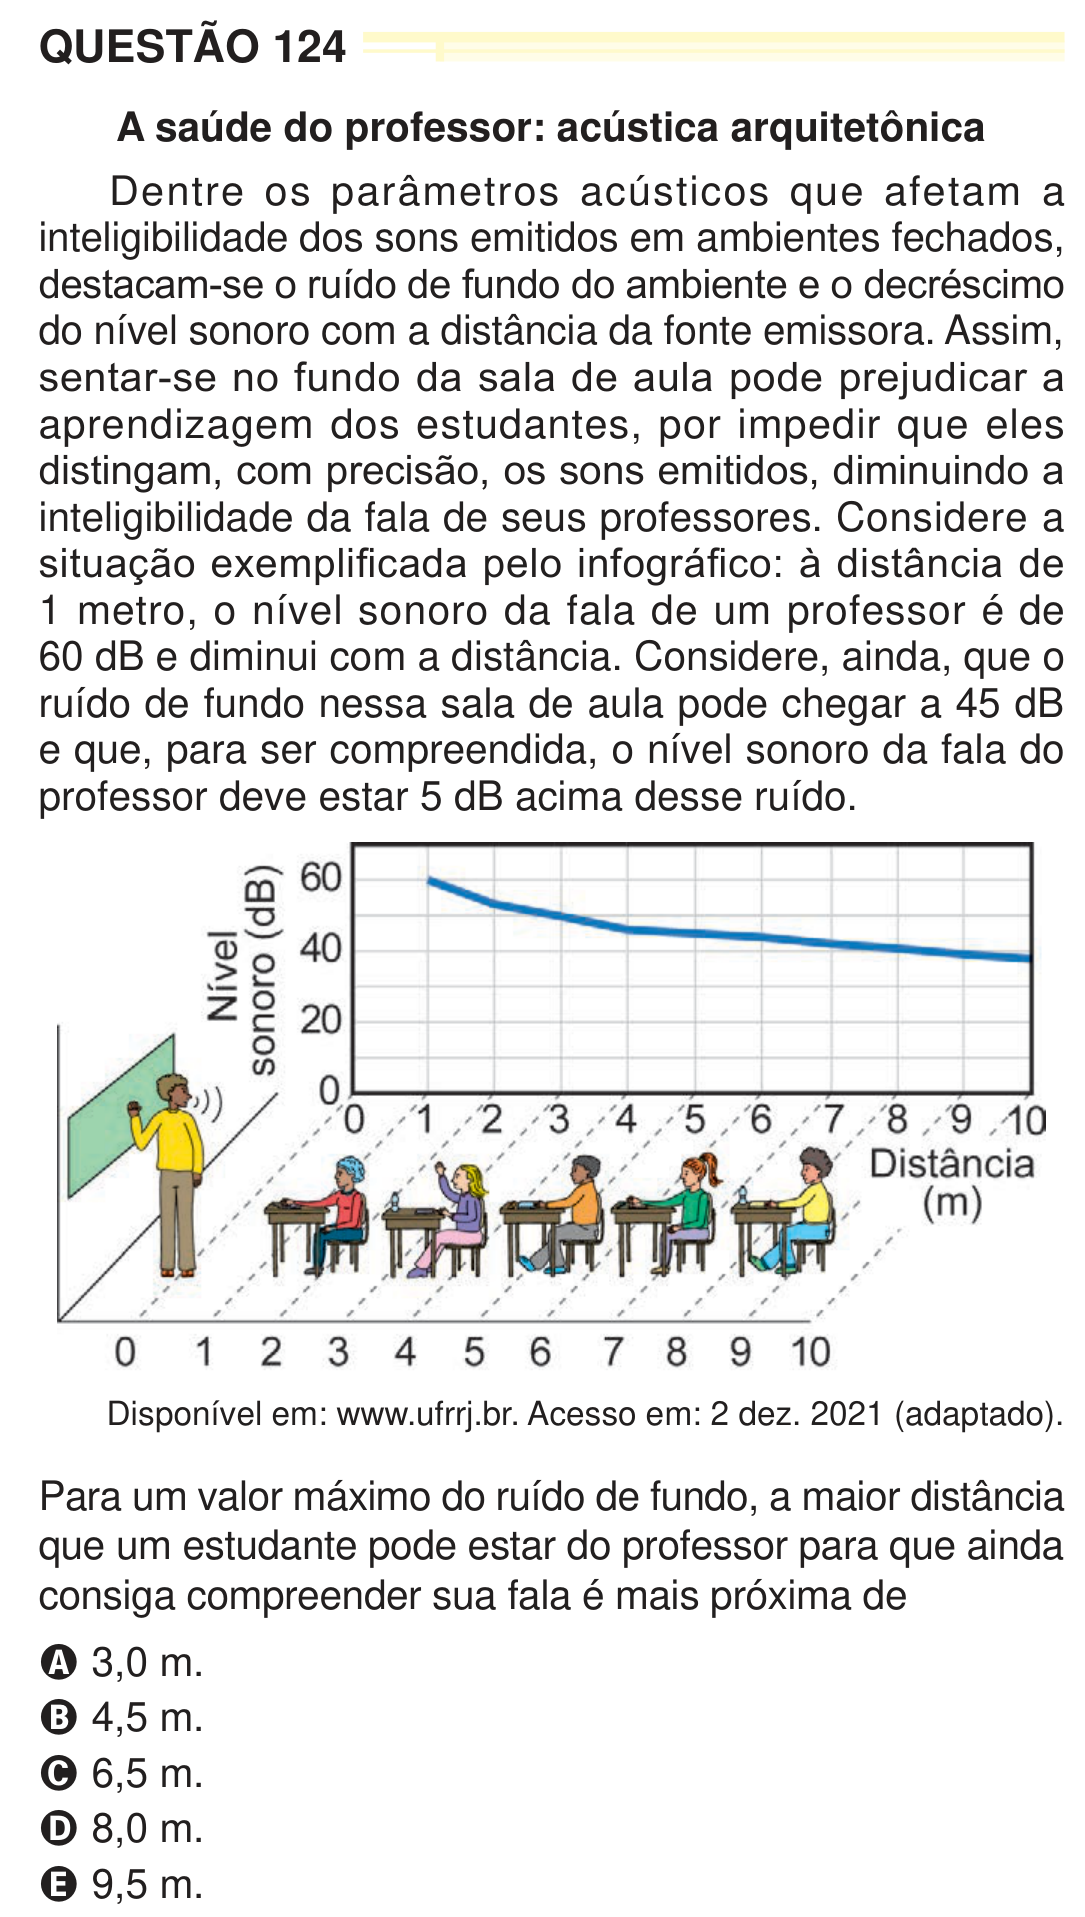 QUESTÃO 124
A saúde do professor: acústica arquitetônica
Dentre os parâmetros acústicos que afetam a
inteligibilidade dos sons emitidos em ambientes fechados,
destacam-se o ruído de fundo do ambiente e o decréscimo
do nível sonoro com a distância da fonte emissora. Assim,
sentar-se no fundo da sala de aula pode prejudicar a
aprendizagem dos estudantes, por impedir que eles
distingam, com precisão, os sons emitidos, diminuindo a
inteligibilidade da fala de seus professores. Considere a
situação exemplificada pelo infográfico: à distância de
1 metro, o nível sonoro da fala de um professor é de
60 dB e diminui com a distância. Considere, ainda, que o
ruído de fundo nessa sala de aula pode chegar a 45 dB
e que, para ser compreendida, o nível sonoro da fala do
professor deve estar 5 dB acima desse ruído.
Nível
sonoro (dB)
60
40
20
0
0 1 2 3 4 5 6 7 8 9 10
Distância
(m)
0 1 2 3 4 5 6 7 8 9 10
Disponível em: www.ufrrj.br. Acesso em: 2 dez. 2021 (adaptado).
Para um valor máximo do ruído de fundo, a maior distância
que um estudante pode estar do professor para que ainda
consiga compreender sua fala é mais próxima de
A 3,0 m.
B 4,5 m.
C 6,5 m.
D 8,0 m.
E 9,5 m.